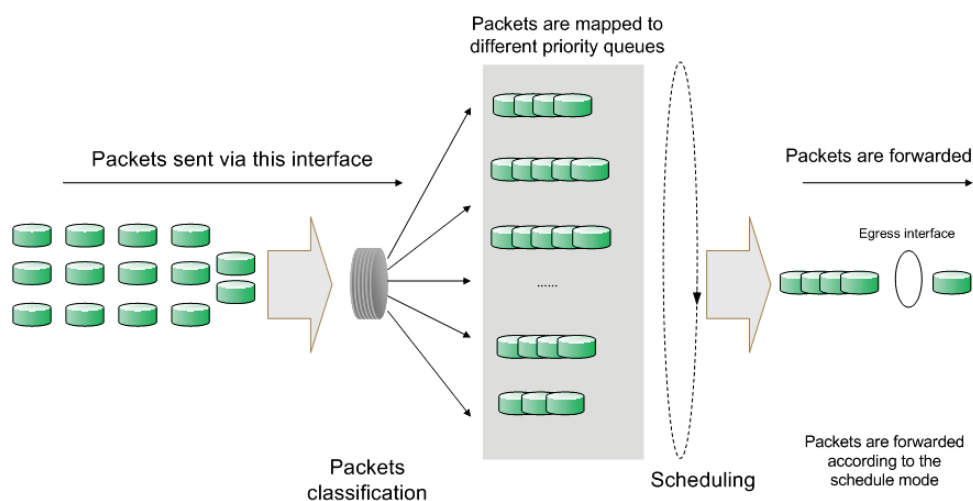 Packets are mapped to
different priority queues
Packets sent via this interface
Packets are forwarded
Egress interface
......
Packets
classification
Scheduling
Packets are forwarded
according to the
schedule mode